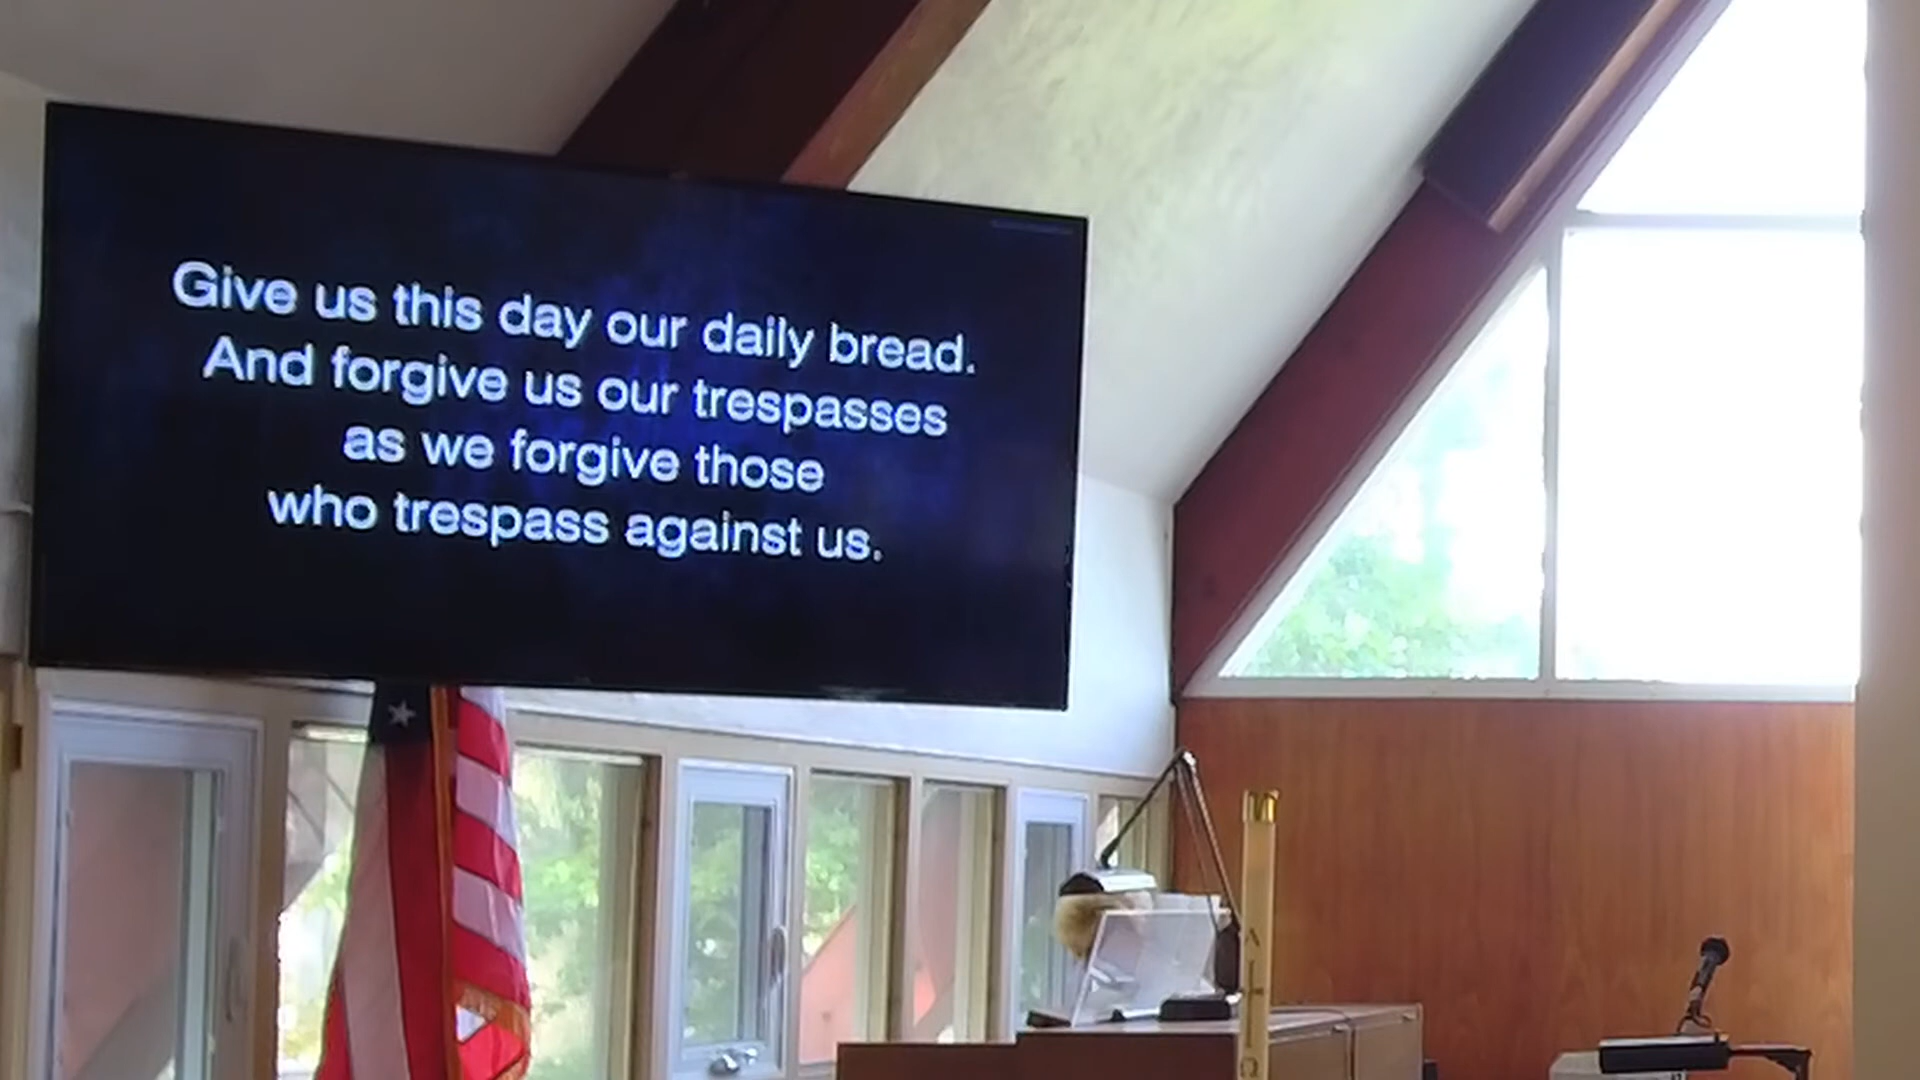 Give us this day our daily bread.
And forgive us our trespasses
as we forgive those
who trespass against us.